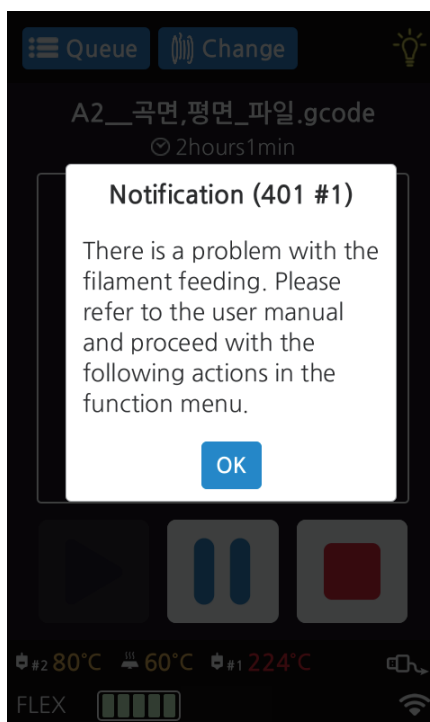 Queue
Change
A2__곡면,평면_파일.gcode
2hours1min
Notification (401 #1)
There is a problem with the
filament feeding. Please
refer to the user manual
and proceed with the
following actions in the
function menu.
OK
#2 80°C 60°C #1 224°C
FLEX